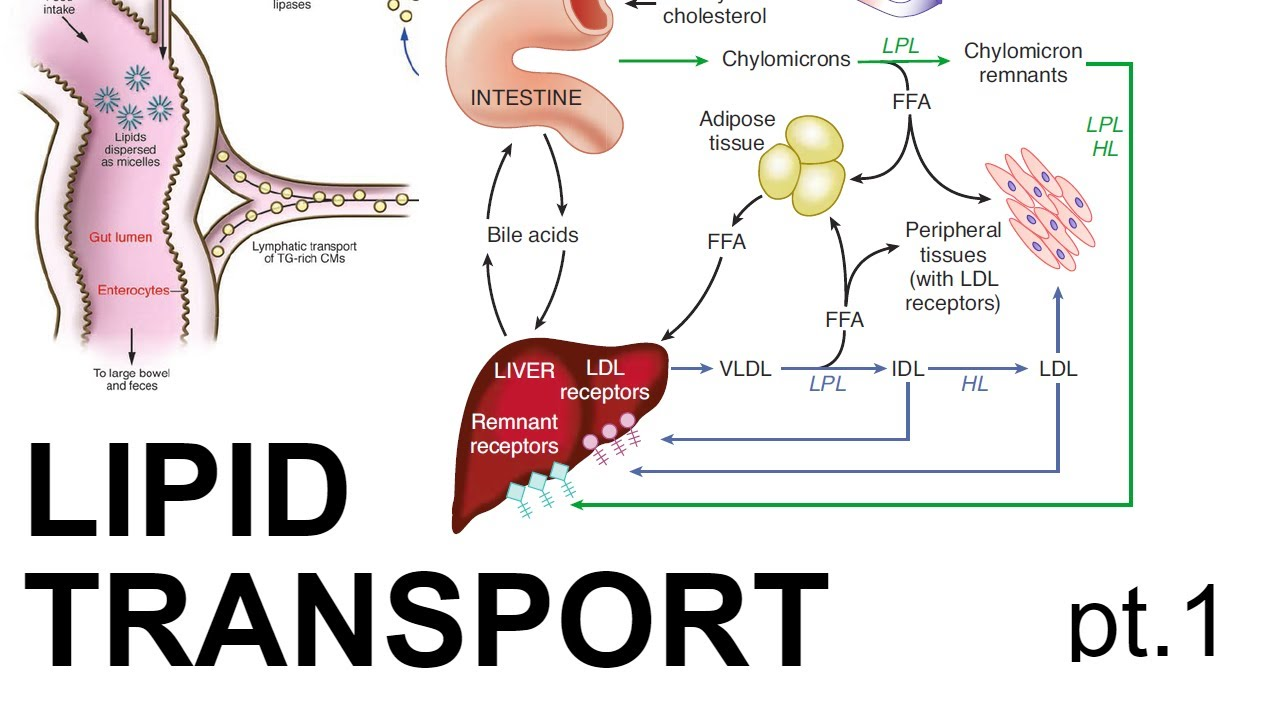 intake
lipases
Lipids
dispersed
as micelles
Gut lumen
Enterocytes
To large bowel
and feces
Lymphatic transport
of TG-rich CMs
cholesterol
INTESTINE
Chylomicrons
LPL
Chylomicron
remnants
FFA
LPL
HL
Adipose
tissue
Bile acids
FFA
Peripheral
tissues
(with LDL
receptors)
FFA
LIVER
LDL
receptors
Remnant
receptors
VLDL
LPL
IDL
HL
LDL
LIPID
TRANSPORT
pt.1